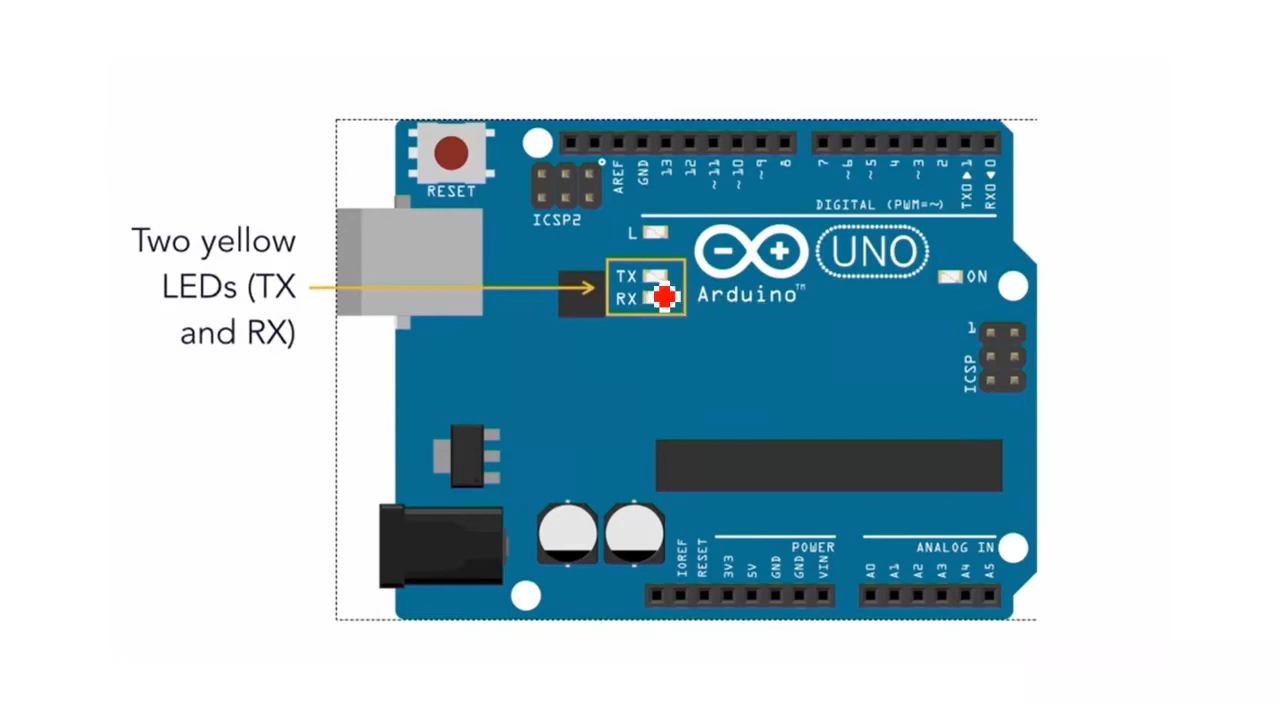 RESET
ICSP2
AREF
GND
13
12
~11
~10
~9
8
7
~6
~5
4
~3
2
TX0▶1
RX0◀0
DIGITAL (PWM=~)
L
TX
RX
Arduino™
UNO
ON
Two yellow
LEDs (TX
and RX)
1
ICSP
IOREF
RESET
3V3
5V
GND
GND
VIN
POWER
ANALOG IN
A0
A1
A2
A3
A4
A5